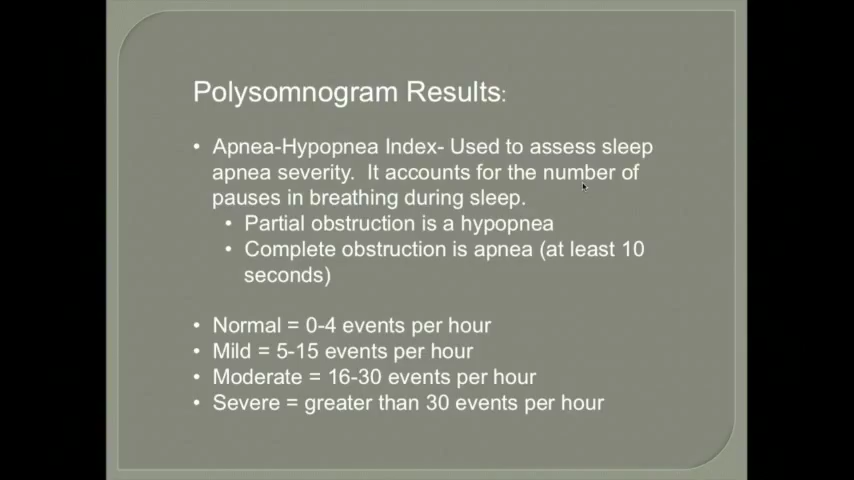 Polysomnogram Results:
• Apnea-Hypopnea Index- Used to assess sleep
apnea severity.  It accounts for the number of
pauses in breathing during sleep.
• Partial obstruction is a hypopnea
• Complete obstruction is apnea (at least 10
seconds)
• Normal = 0-4 events per hour
• Mild = 5-15 events per hour
• Moderate = 16-30 events per hour
• Severe = greater than 30 events per hour